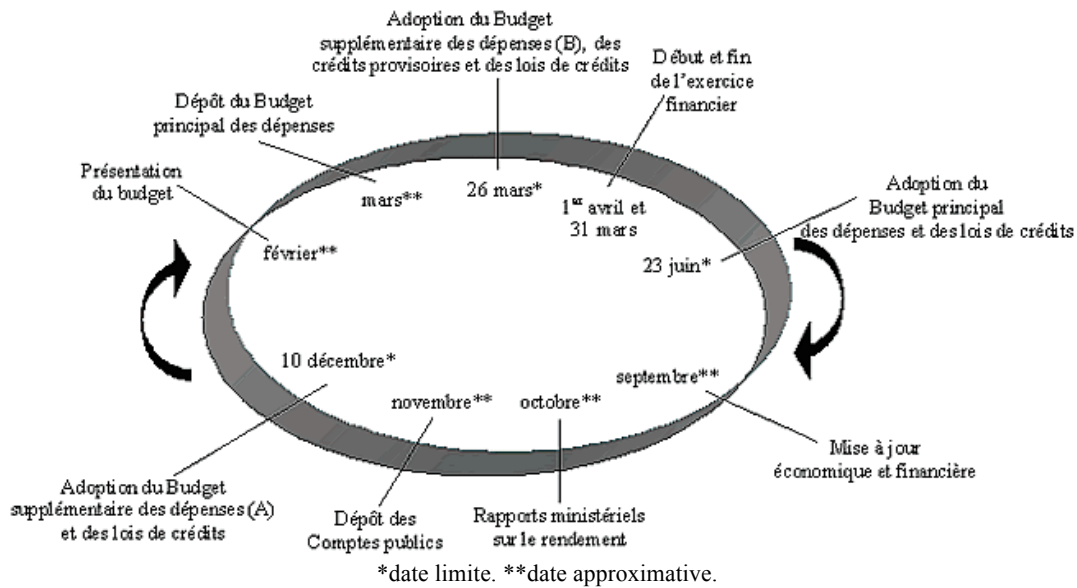 Adoption du Budget
supplémentaire des dépenses (B), des
crédits provisoires et des lois de crédits
Début et fin
de l'exercice
financier
Dépôt du Budget
principal des dépenses
Présentation
du budget
mars**
26 mars*
1er avril et
31 mars
Adoption du
Budget principal
des dépenses et des lois de crédits
février**
23 juin*
10 décembre*
novembre**
octobre**
septembre**
Mise à jour
économique et financière
Adoption du Budget
supplémentaire des dépenses (A)
et des lois de crédits
Dépôt des
Comptes publics
Rapports ministériels
sur le rendement
*date limite. **date approximative.